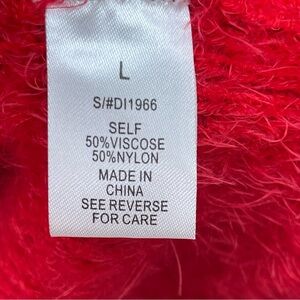 L
S/#DI1966
SELF
50%VISCOSE
50%NYLON
MADE IN
CHINA
SEE REVERSE
FOR CARE